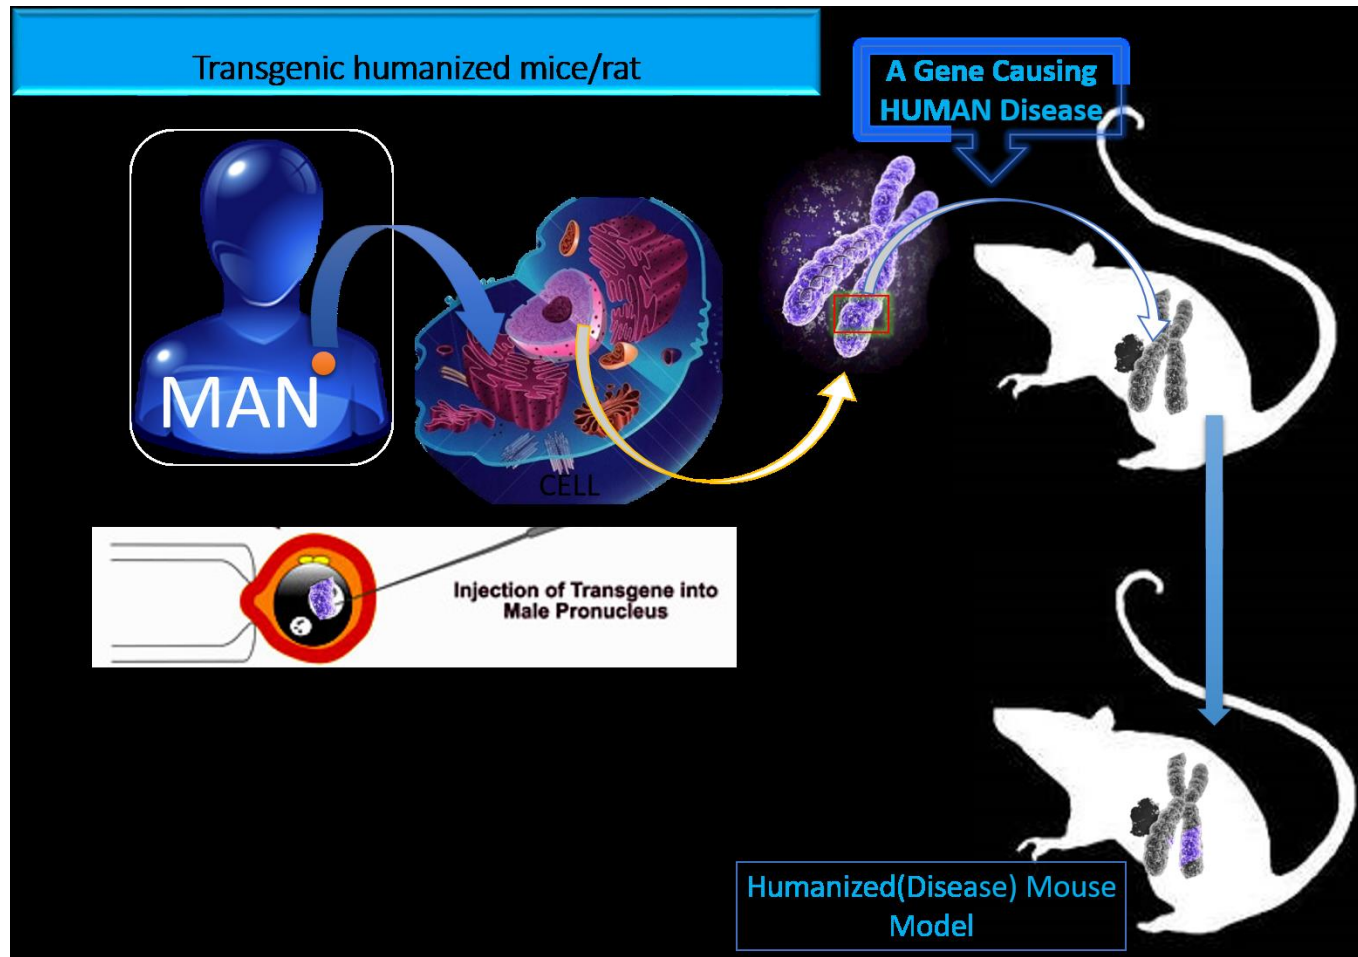 Transgenic humanized mice/rat
A Gene Causing
HUMAN Disease
MAN
CELL
Injection of Transgene into
Male Pronucleus
Humanized(Disease) Mouse
Model